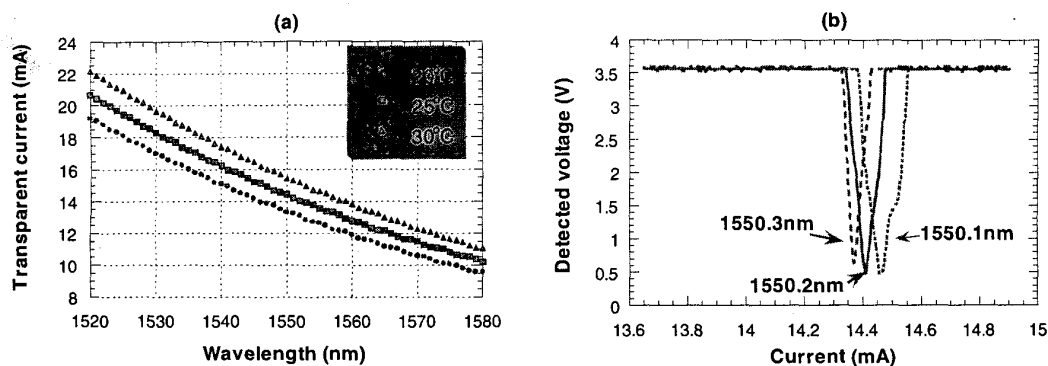 (a)
Transparent current (mA)
24
22
20
18
16
14
12
10
8
25°C
30°C
1520 1530 1540 1550 1560 1570 1580
Wavelength (nm)
(b)
Detected voltage (V)
4
3.5
3
2.5
2
1.5
1
0.5
0
1550.3nm
1550.2nm
1550.1nm
13.6 13.8 14 14.2 14.4 14.6 14.8 15
Current (mA)